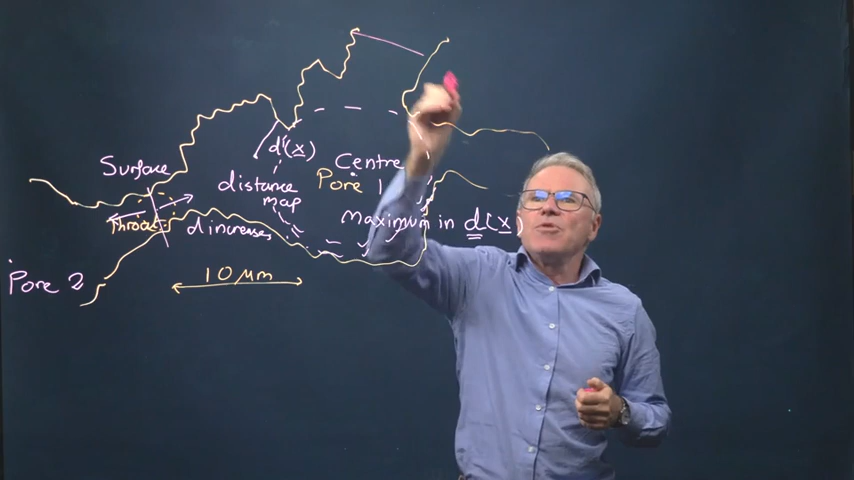 d(x)
Surface
Centre
distance
map
Pore 1
Throat
d increases
Maximum in d(x)
Pore 2
10 μm